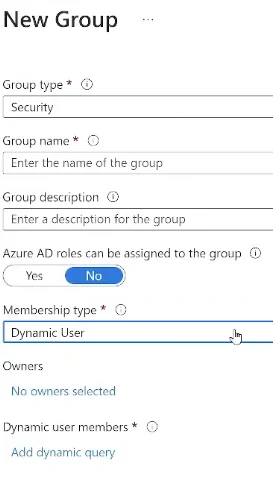 New Group ...
Group type *
Security
Group name *
Enter the name of the group
Group description
Enter a description for the group
Azure AD roles can be assigned to the group
Yes No
Membership type *
Dynamic User
Owners
No owners selected
Dynamic user members *
Add dynamic query